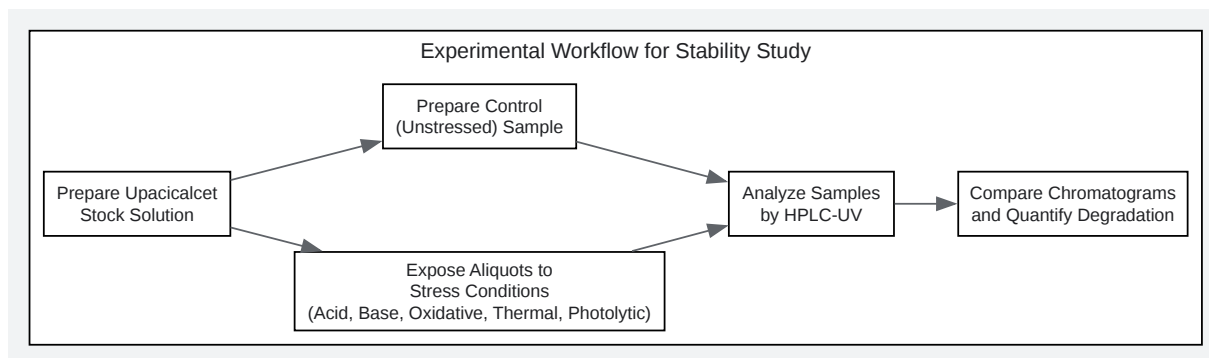 Experimental Workflow for Stability Study
Prepare Control
(Unstressed) Sample
Prepare Upacicalcet
Stock Solution
Analyze Samples
by HPLC-UV
Compare Chromatograms
and Quantify Degradation
Expose Aliquots to
Stress Conditions
(Acid, Base, Oxidative, Thermal, Photolytic)